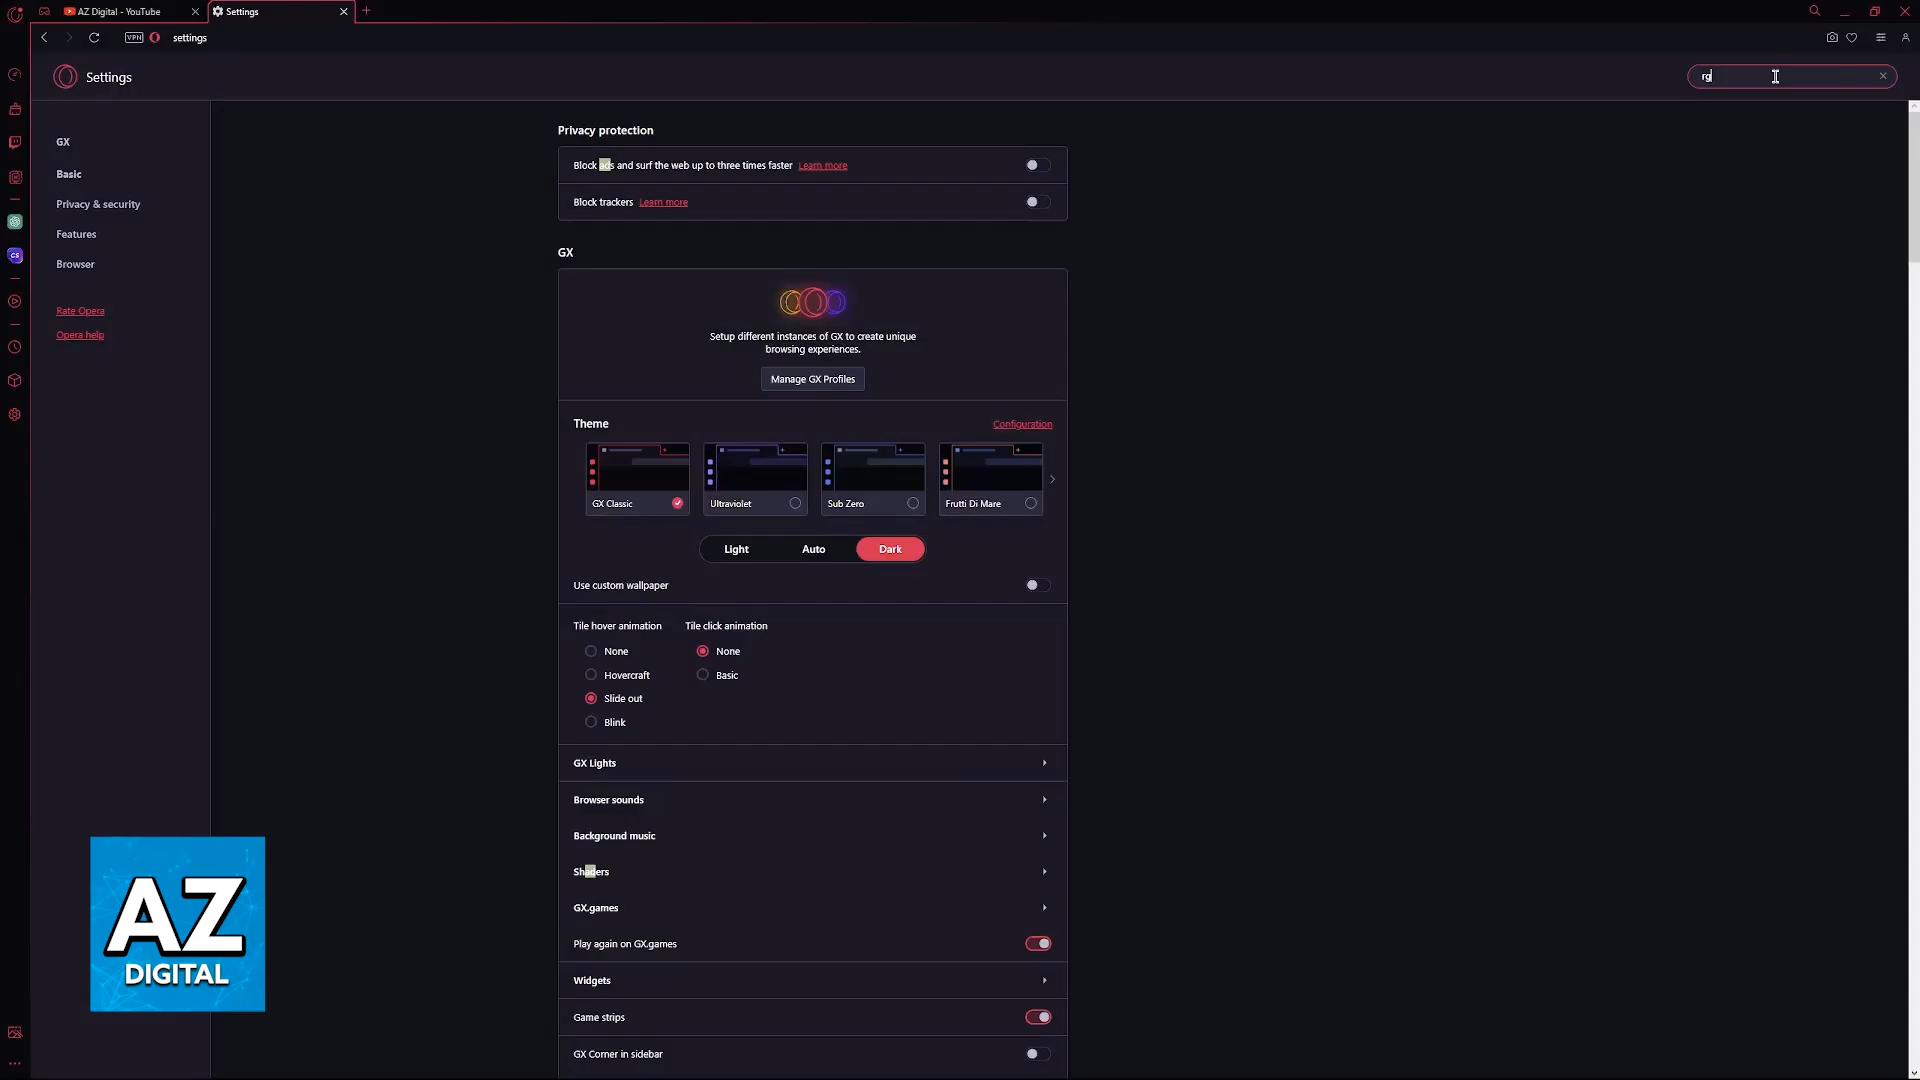 AZ Digital - YouTube
Settings
VPN
settings
Settings
rg
GX
Basic
Privacy & security
Features
Browser
Rate Opera
Opera help
Privacy protection
Block ads and surf the web up to three times faster Learn more
Block trackers Learn more
GX
Setup different instances of GX to create unique
browsing experiences.
Manage GX Profiles
Theme
Configuration
GX Classic
Ultraviolet
Sub Zero
Frutti Di Mare
Light
Auto
Dark
Use custom wallpaper
Tile hover animation
Tile click animation
None
None
Hovercraft
Basic
Slide out
Blink
GX Lights
Browser sounds
Background music
Shaders
GX.games
Play again on GX.games
Widgets
Game strips
GX Corner in sidebar
CS
AZ
DIGITAL